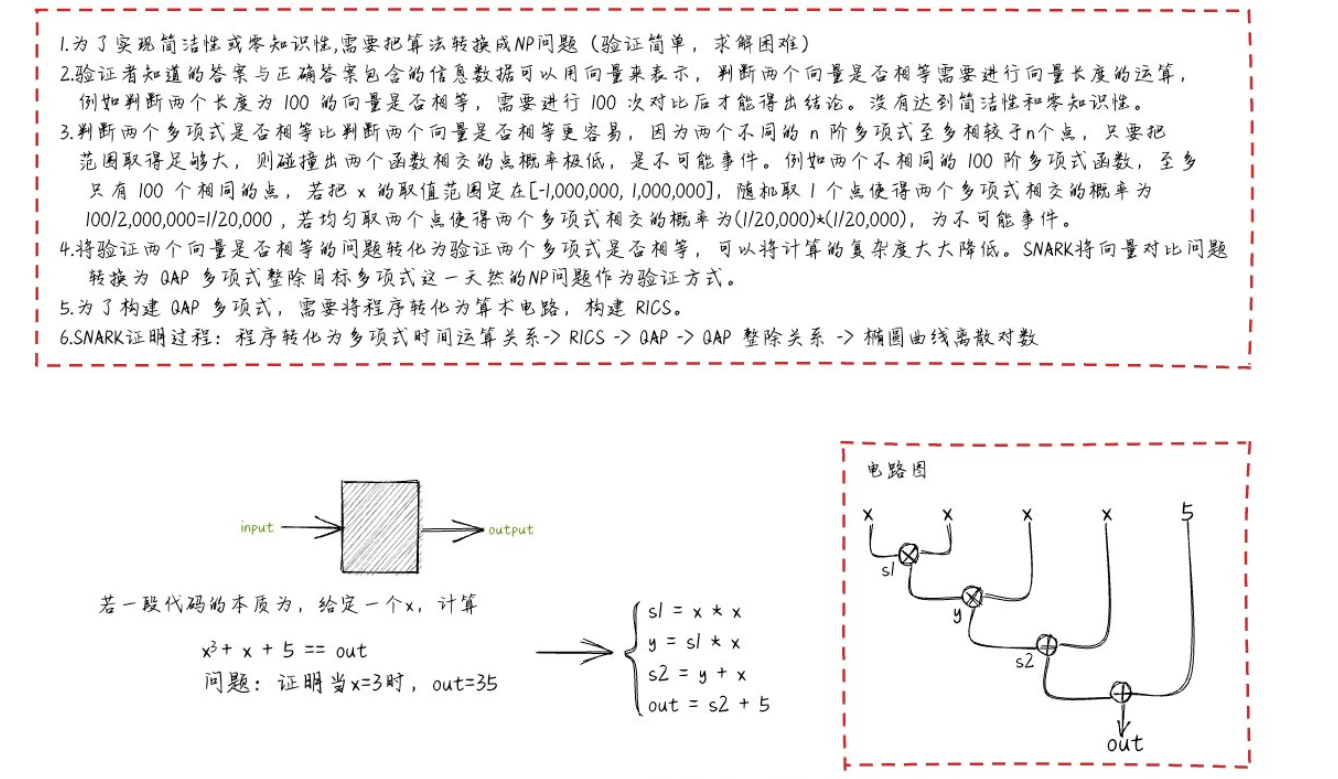 1.为了实现简洁性或零知识性,需要把算法转换成NP问题（验证简单，求解困难）
2.验证者知道的答案与正确答案包含的信息数据可以用向量来表示，判断两个向量是否相等需要进行向量长度的运算，
例如判断两个长度为 100 的向量是否相等，需要进行 100 次对比后才能得出结论。没有达到简洁性和零知识性。
3.判断两个多项式是否相等比判断两个向量是否相等更容易，因为两个不同的 n 阶多项式至多相较于n个点，只要把
范围取得足够大，则碰撞出两个函数相交的点概率极低，是不可能事件。例如两个不相同的 100 阶多项式函数，至多
只有 100 个相同的点，若把 x 的取值范围定在[-1,000,000, 1,000,000]，随机取 1 个点使得两个多项式相交的概率为
100/2,000,000=1/20,000，若均匀取两个点使得两个多项式相交的概率为(1/20,000)*(1/20,000)，为不可能事件。
4.将验证两个向量是否相等的问题转化为验证两个多项式是否相等，可以将计算的复杂度大大降低。SNARK将向量对比问题
转换为 QAP 多项式整除目标多项式这一天然的NP问题作为验证方式。
5.为了构建 QAP 多项式，需要将程序转化为算术电路，构建 R1CS。
6.SNARK证明过程：程序转化为多项式时间运算关系-> R1CS -> QAP -> QAP 整除关系 -> 椭圆曲线离散对数
input
output
若一段代码的本质为，给定一个x，计算
x³+ x + 5 == out
问题：证明当x=3时，out=35
s1 = x * x
y = s1 * x
s2 = y + x
out = s2 + 5
电路图
x x x x 5
s1
y
s2
out